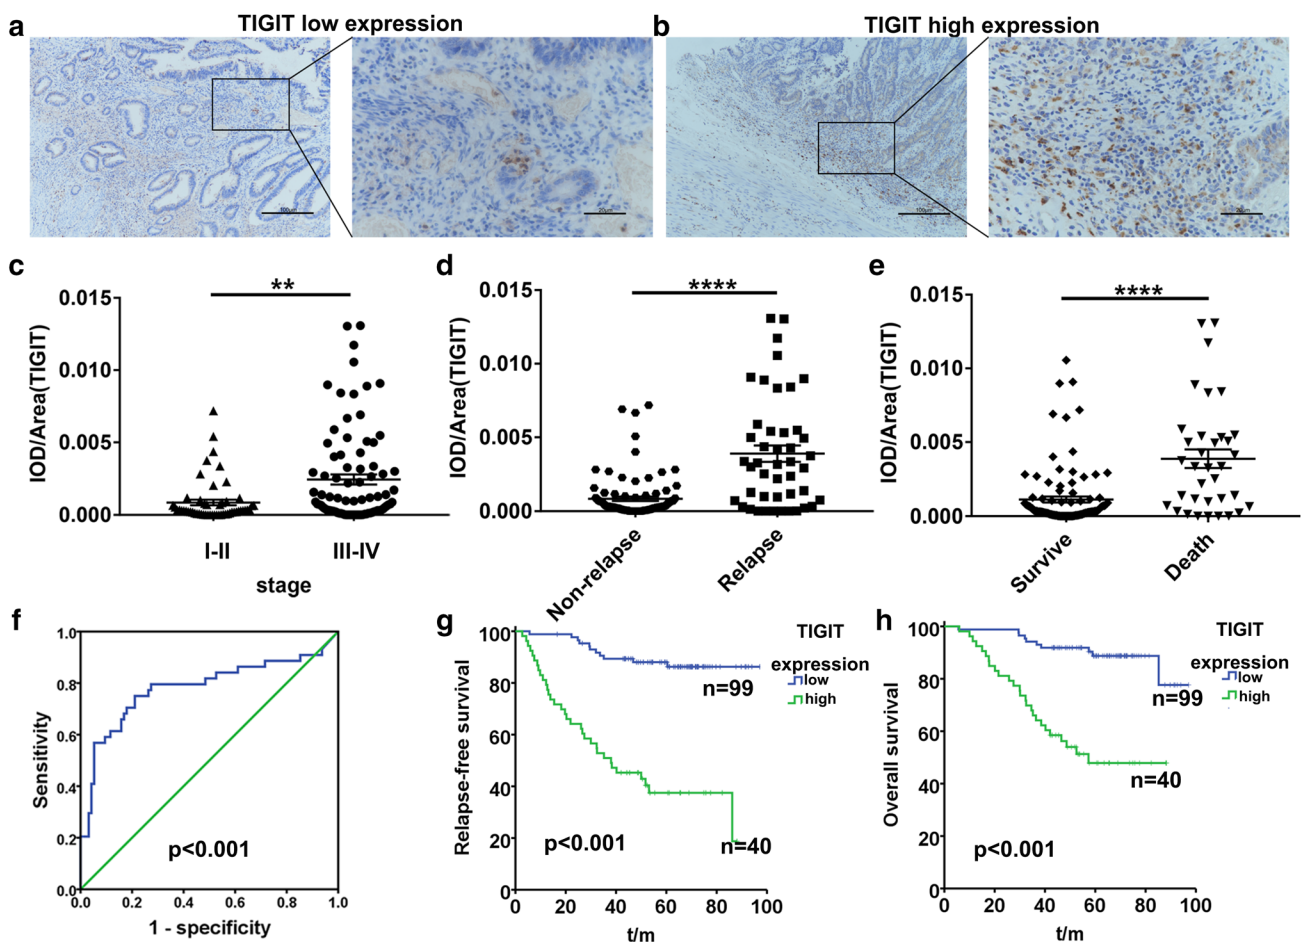 a
TIGIT low expression
b
TIGIT high expression
100μm
20μm
100μm
20μm
c
**
0.015
0.010
0.005
0.000
IOD/Area(TIGIT)
I-II
III-IV
stage
d
****
0.015
0.010
0.005
0.000
IOD/Area(TIGIT)
Non-relapse
Relapse
e
****
0.015
0.010
0.005
0.000
IOD/Area(TIGIT)
Survive
Death
f
1.0
0.8
0.6
0.4
0.2
0.0
Sensitivity
p<0.001
0.0 0.2 0.4 0.6 0.8 1.0
1 - specificity
g
100
80
60
40
20
0
Relapse-free survival
TIGIT
expression
low
high
n=99
n=40
p<0.001
0 20 40 60 80 100
t/m
h
100
80
60
40
20
0
Overall survival
TIGIT
expression
low
high
n=99
n=40
p<0.001
0 20 40 60 80 100
t/m